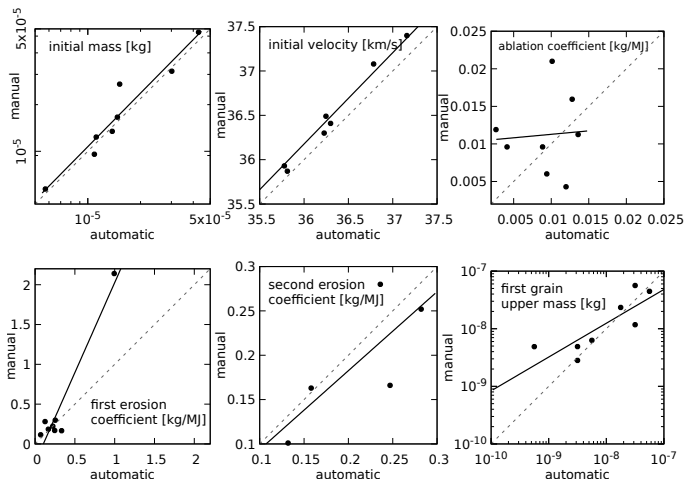 5x10-5
10-5
manual
initial mass [kg]
10-5
5x10-5
automatic
37.5
37
36.5
36
35.5
manual
initial velocity [km/s]
35.5
36
36.5
37
37.5
automatic
0.025
0.020
0.015
0.010
0.005
manual
ablation coefficient [kg/MJ]
0.005
0.010
0.015
0.020
0.025
automatic
2
1.5
1
0.5
0
manual
first erosion
coefficient [kg/MJ]
0
0.5
1
1.5
2
automatic
0.3
0.25
0.2
0.15
0.1
manual
second erosion
coefficient [kg/MJ]
0.1
0.15
0.2
0.25
0.3
automatic
10-7
10-8
10-9
10-10
manual
first grain
upper mass [kg]
10-10
10-9
10-8
10-7
automatic